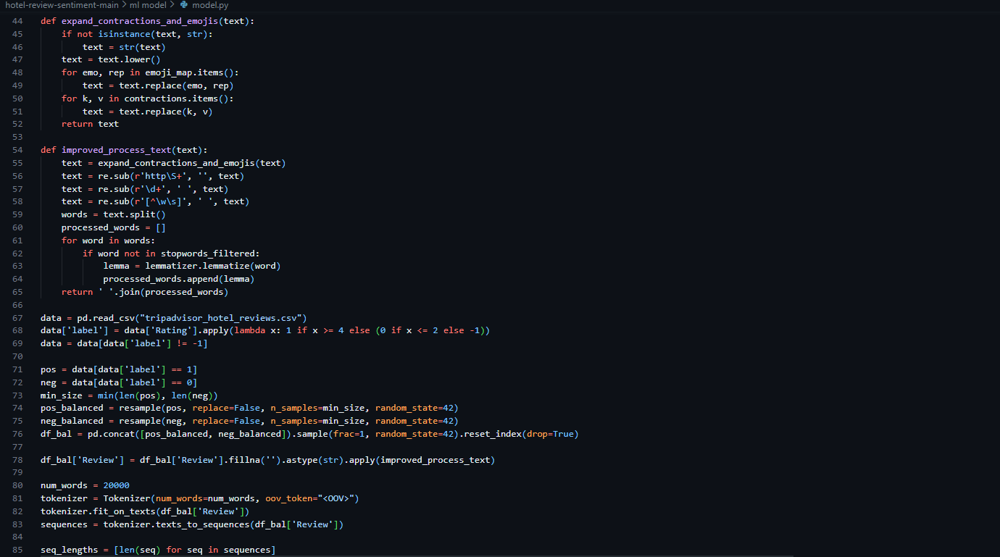 hotel-review-sentiment-main > ml model > model.py
44 def expand_contractions_and_emojis(text):
45     if not isinstance(text, str):
46         text = str(text)
47     text = text.lower()
48     for emo, rep in emoji_map.items():
49         text = text.replace(emo, rep)
50     for k, v in contractions.items():
51         text = text.replace(k, v)
52     return text
53
54 def improved_process_text(text):
55     text = expand_contractions_and_emojis(text)
56     text = re.sub(r'http\S+', '', text)
57     text = re.sub(r'\d+', ' ', text)
58     text = re.sub(r'[^\w\s]', ' ', text)
59     words = text.split()
60     processed_words = []
61     for word in words:
62         if word not in stopwords_filtered:
63             lemma = lemmatizer.lemmatize(word)
64             processed_words.append(lemma)
65     return ' '.join(processed_words)
66
67 data = pd.read_csv("tripadvisor_hotel_reviews.csv")
68 data['label'] = data['Rating'].apply(lambda x: 1 if x >= 4 else (0 if x <= 2 else -1))
69 data = data[data['label'] != -1]
70
71 pos = data[data['label'] == 1]
72 neg = data[data['label'] == 0]
73 min_size = min(len(pos), len(neg))
74 pos_balanced = resample(pos, replace=False, n_samples=min_size, random_state=42)
75 neg_balanced = resample(neg, replace=False, n_samples=min_size, random_state=42)
76 df_bal = pd.concat([pos_balanced, neg_balanced]).sample(frac=1, random_state=42).reset_index(drop=True)
77
78 df_bal['Review'] = df_bal['Review'].fillna('').astype(str).apply(improved_process_text)
79
80 num_words = 20000
81 tokenizer = Tokenizer(num_words=num_words, oov_token="<OOV>")
82 tokenizer.fit_on_texts(df_bal['Review'])
83 sequences = tokenizer.texts_to_sequences(df_bal['Review'])
84
85 seq_lengths = [len(seq) for seq in sequences]